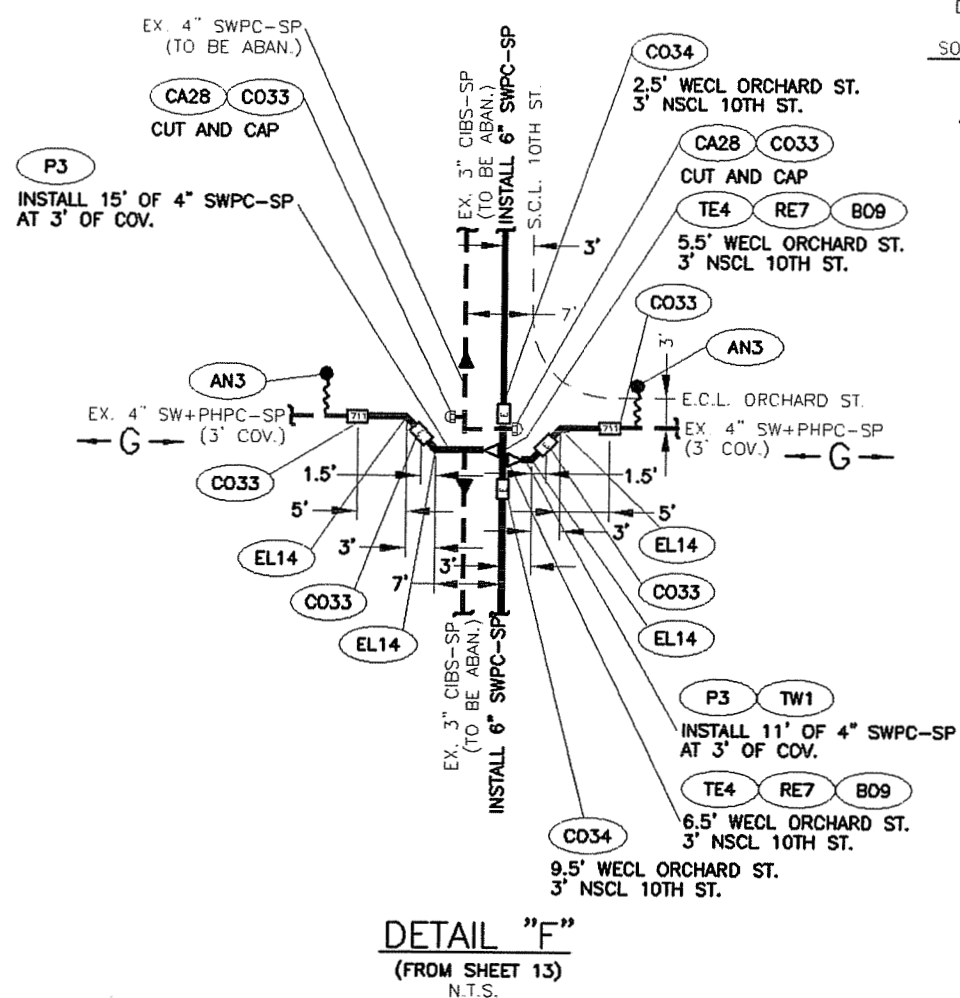 EX. 4" SWPC-SP
(TO BE ABAN.)
CA28 CO33
CUT AND CAP
P3
INSTALL 15' OF 4" SWPC-SP
AT 3' OF COV.
EX. 3" CIBS-SP
(TO BE ABAN.)
INSTALL 6" SWPC-SP
S.C.L. 10TH ST.
SO
CO34
2.5' WECL ORCHARD ST.
3' NSCL 10TH ST.
CA28 CO33
CUT AND CAP
TE4 RE7 BO9
5.5' WECL ORCHARD ST.
3' NSCL 10TH ST.
3'
7'
CO33
3'
AN3
AN3
E.C.L. ORCHARD ST.
EX. 4" SW+PHPC-SP
(3' COV.)
G
711
E
E
E
E
711
EX. 4" SW+PHPC-SP
(3' COV.)
G
CO33
1.5'
1.5'
5'
5'
EL14
3'
3'
3'
EL14
CO33
7'
CO33
EL14
EL14
EX. 3" CIBS-SP
(TO BE ABAN.)
INSTALL 6" SWPC-SP
P3 TW1
INSTALL 11' OF 4" SWPC-SP
AT 3' OF COV.
TE4 RE7 BO9
6.5' WECL ORCHARD ST.
3' NSCL 10TH ST.
CO34
9.5' WECL ORCHARD ST.
3' NSCL 10TH ST.
DETAIL "F"
(FROM SHEET 13)
N.T.S.